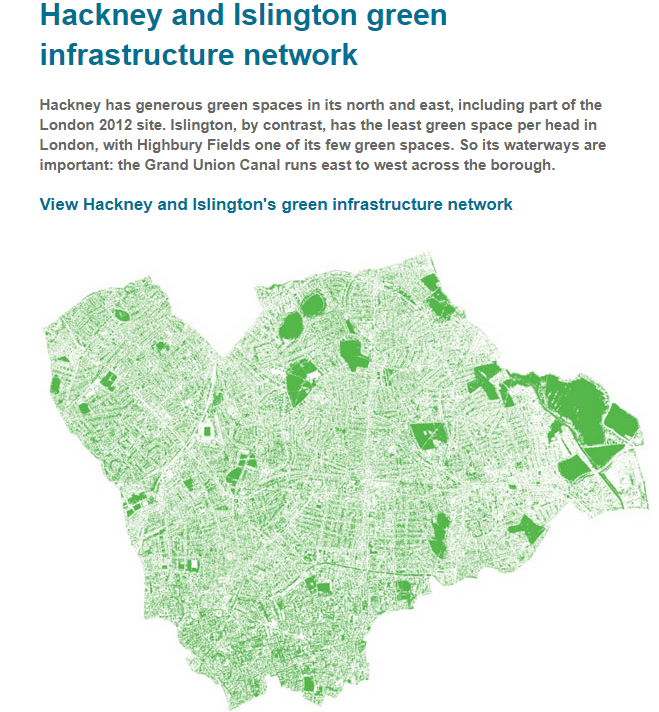 Hackney and Islington green
infrastructure network
Hackney has generous green spaces in its north and east, including part of the
London 2012 site. Islington, by contrast, has the least green space per head in
London, with Highbury Fields one of its few green spaces. So its waterways are
important: the Grand Union Canal runs east to west across the borough.
View Hackney and Islington's green infrastructure network